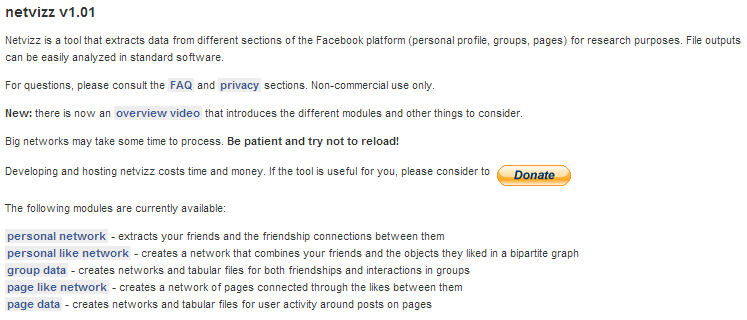 netvizz v1.01
Netvizz is a tool that extracts data from different sections of the Facebook platform (personal profile, groups, pages) for research purposes. File outputs
can be easily analyzed in standard software.
For questions, please consult the FAQ and privacy sections. Non-commercial use only.
New: there is now an overview video that introduces the different modules and other things to consider.
Big networks may take some time to process. Be patient and try not to reload!
Developing and hosting netvizz costs time and money. If the tool is useful for you, please consider to Donate
The following modules are currently available:
personal network - extracts your friends and the friendship connections between them
personal like network - creates a network that combines your friends and the objects they liked in a bipartite graph
group data - creates networks and tabular files for both friendships and interactions in groups
page like network - creates a network of pages connected through the likes between them
page data - creates networks and tabular files for user activity around posts on pages